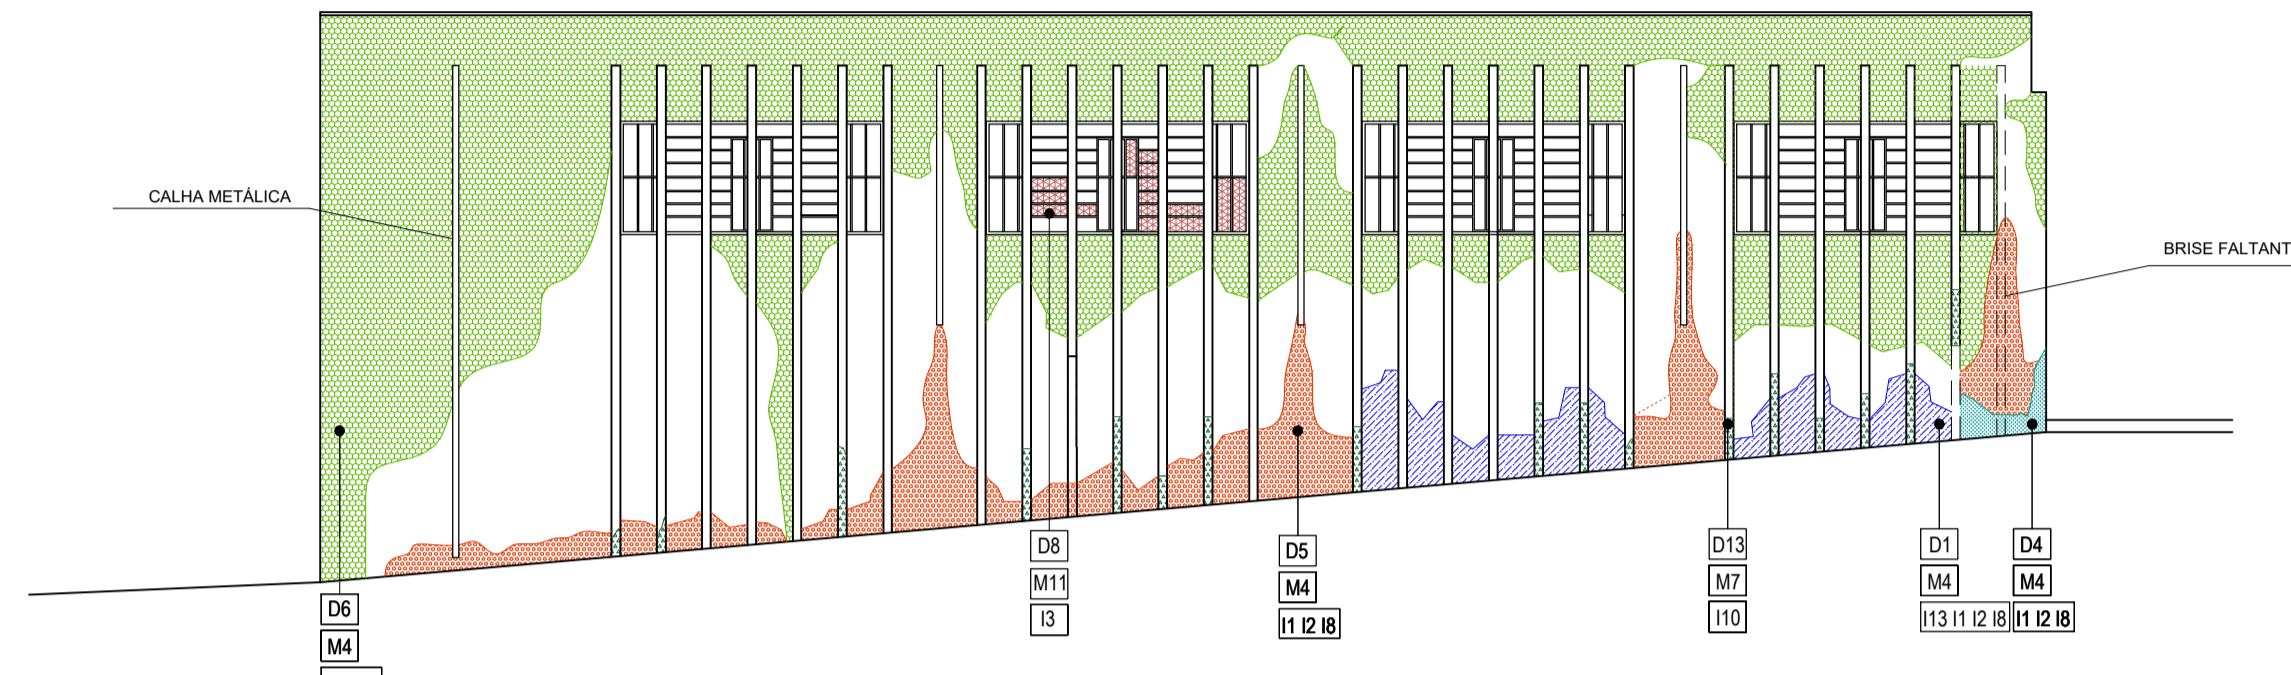 CALHA METÁLICA
BRISE FALTANT
D8
M11
I3
D5
M4
I1 I2 I8
D13
M7
I10
D1
M4
I13 I1 I2 I8
D4
M4
I1 I2 I8
D6
M4